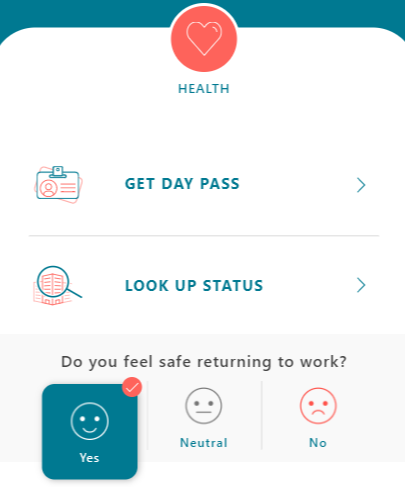 HEALTH
GET DAY PASS
LOOK UP STATUS
Do you feel safe returning to work?
Yes
Neutral
No